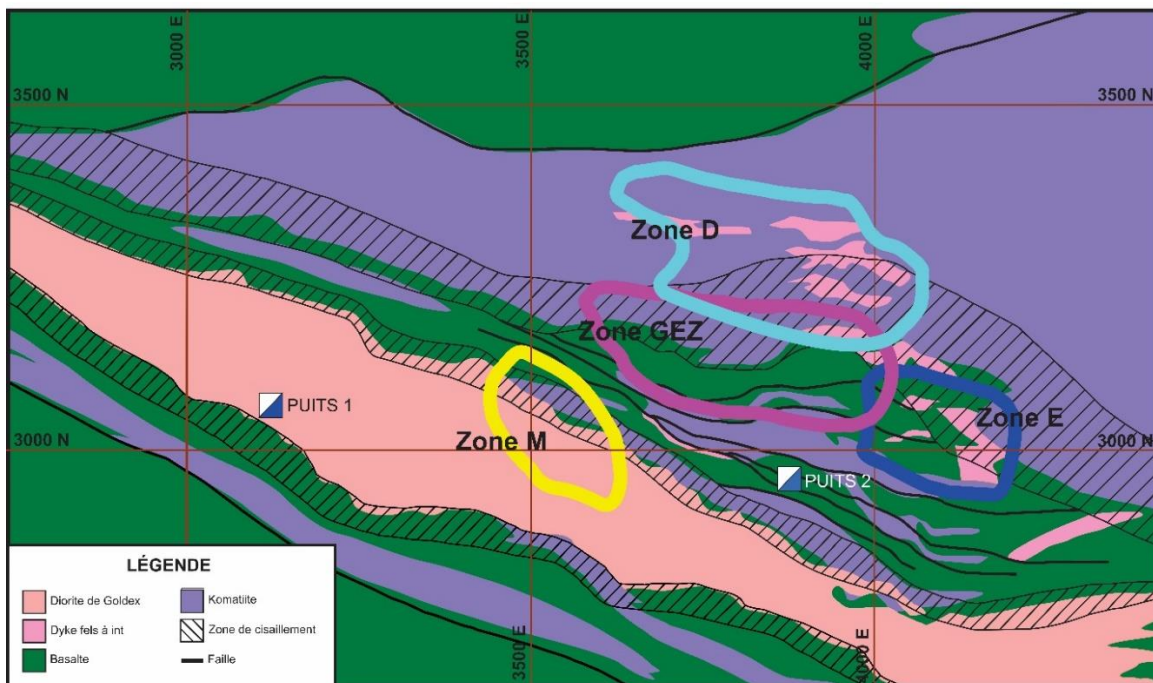 3000 E
3500 E
4000 E
3500 N
3500 N
Zone D
Zone GEZ
PUITS 1
Zone M
Zone E
3000 N
3000 N
PUITS 2
3500 E
4000 E
LÉGENDE
Diorite de Goldex
Komatiite
Dyke fels à int
Zone de cisaillement
Basalte
Faille